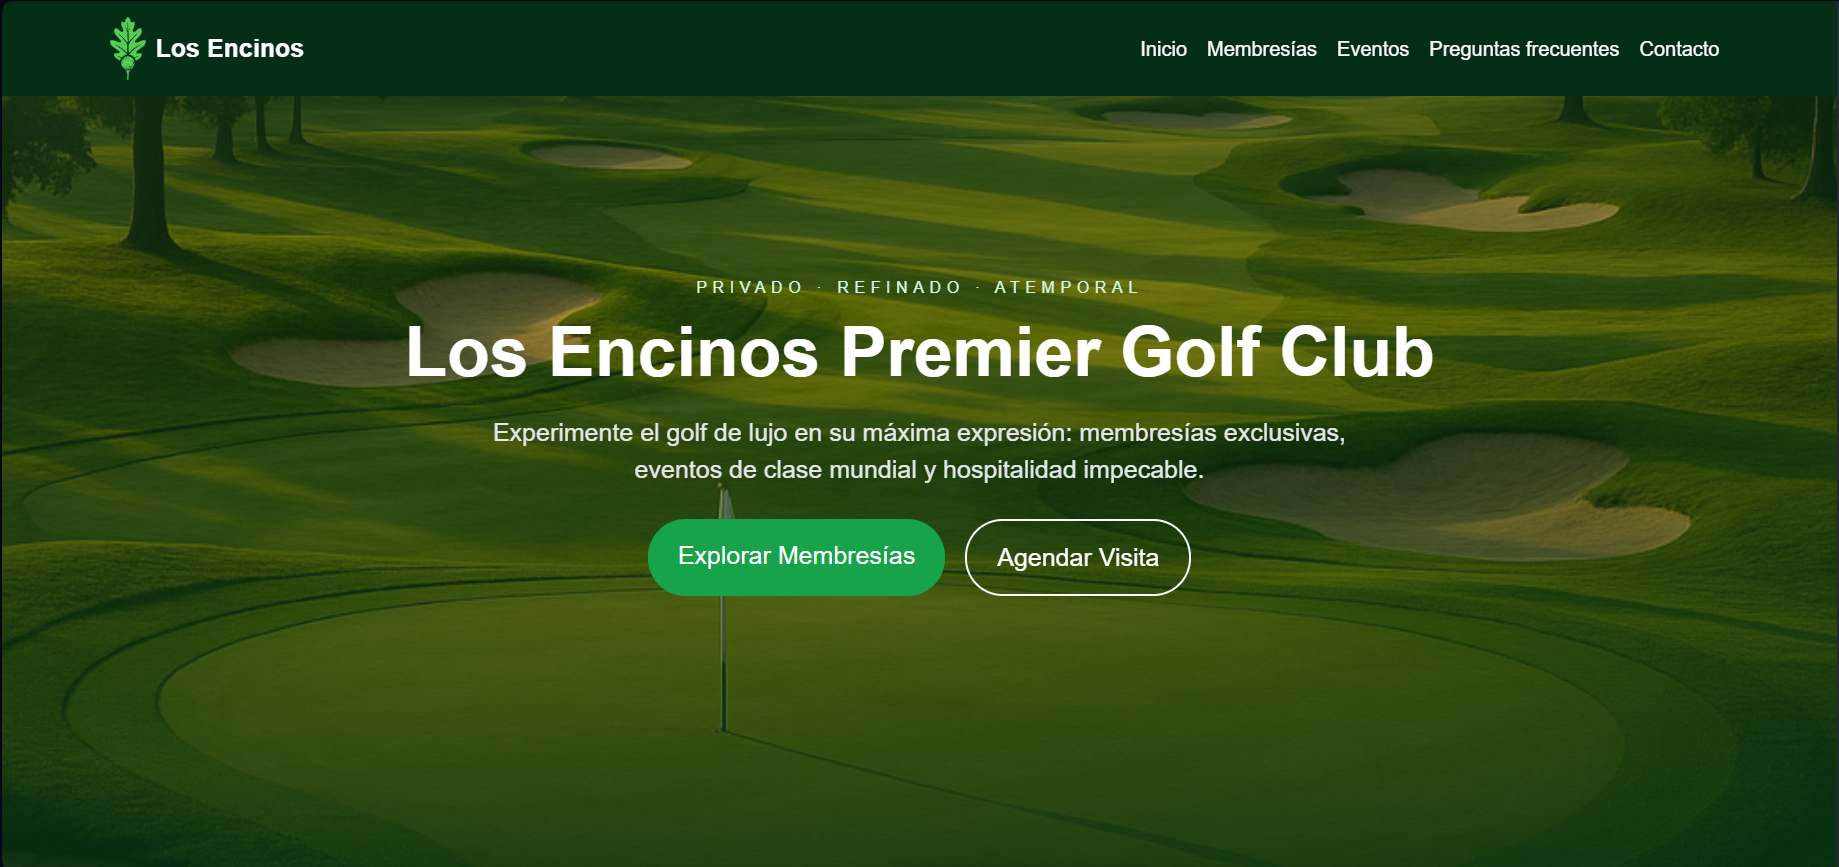 Los Encinos
Inicio Membresías Eventos Preguntas frecuentes Contacto
PRIVADO · REFINADO · ATEMPORAL
Los Encinos Premier Golf Club
Experimente el golf de lujo en su máxima expresión: membresías exclusivas,
eventos de clase mundial y hospitalidad impecable.
Explorar Membresías
Agendar Visita